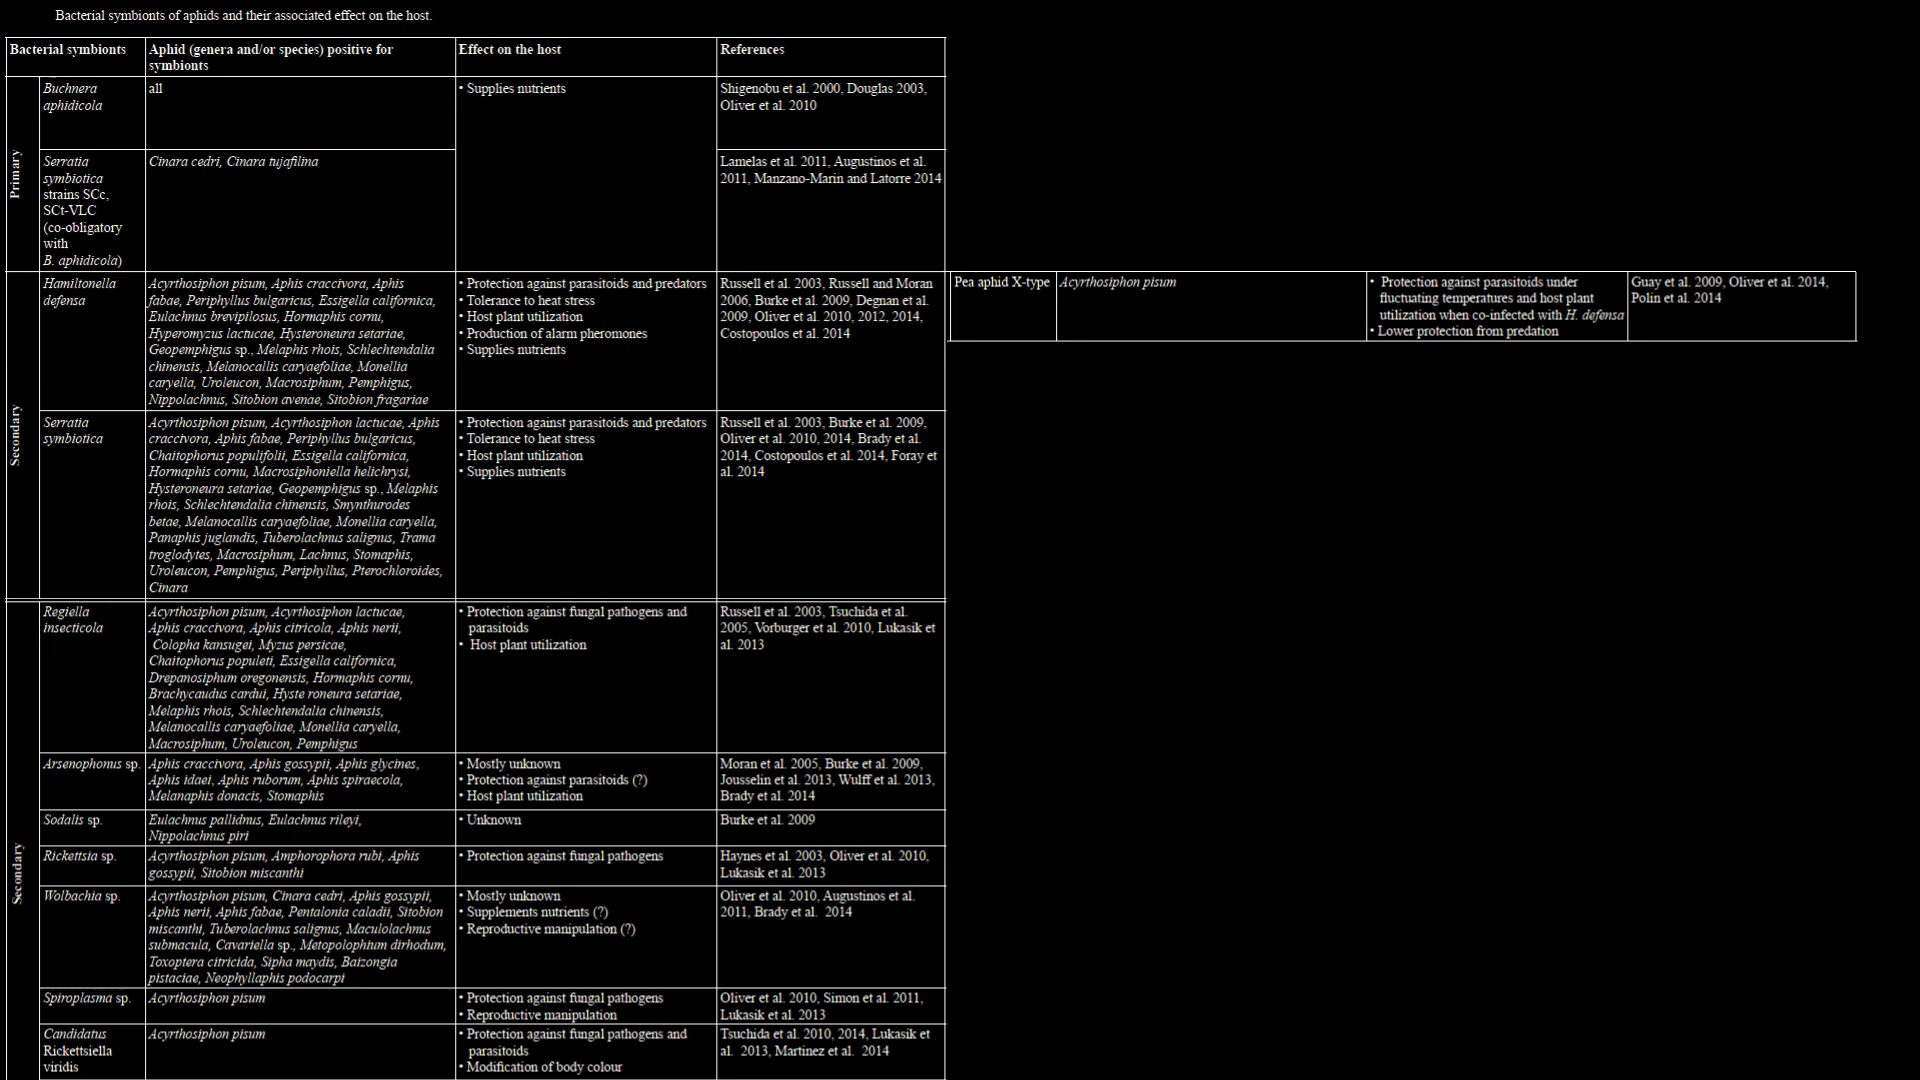 Bacterial symbionts of aphids and their associated effect on the host.
Bacterial symbionts
Aphid (genera and/or species) positive for
symbionts
Effect on the host
References
Primary
Buchnera
aphidicola
all
• Supplies nutrients
Shigenobu et al. 2000, Douglas 2003,
Oliver et al. 2010
Serratia
symbiotica
strains SCc,
SCt-VLC
(co-obligatory
with
B. aphidicola)
Cinara cedri, Cinara tujafilina
Lamelas et al. 2011, Augustinos et al.
2011, Manzano-Marin and Latorre 2014
Secondary
Hamiltonella
defensa
Acyrthosiphon pisum, Aphis craccivora, Aphis
fabae, Periphyllus bulgaricus, Essigella californica,
Eulachnus brevipilosus, Hormaphis cornu,
Hyperomyzus lactucae, Hysteroneura setariae,
Geopemphigus sp., Melaphis rhois, Schlechtendalia
chinensis, Melanocallis caryaefoliae, Monellia
caryella, Uroleucon, Macrosiphum, Pemphigus,
Nippolachnus, Sitobion avenae, Sitobion fragariae
• Protection against parasitoids and predators
• Tolerance to heat stress
• Host plant utilization
• Production of alarm pheromones
• Supplies nutrients
Russell et al. 2003, Russell and Moran
2006, Burke et al. 2009, Degnan et al.
2009, Oliver et al. 2010, 2012, 2014,
Costopoulos et al. 2014
Pea aphid X-type
Acyrthosiphon pisum
• Protection against parasitoids under
fluctuating temperatures and host plant
utilization when co-infected with H. defensa
• Lower protection from predation
Guay et al. 2009, Oliver et al. 2014,
Polin et al. 2014
Serratia
symbiotica
Acyrthosiphon pisum, Acyrthosiphon lactucae, Aphis
craccivora, Aphis fabae, Periphyllus bulgaricus,
Chaitophorus populifolii, Essigella californica,
Hormaphis cornu, Macrosiphoniella helichrysi,
Hysteroneura setariae, Geopemphigus sp., Melaphis
rhois, Schlechtendalia chinensis, Smynthurodes
betae, Melanocallis caryaefoliae, Monellia caryella,
Panaphis juglandis, Tuberolachnus salignus, Trama
troglodytes, Macrosiphum, Lachnus, Stomaphis,
Uroleucon, Pemphigus, Periphyllus, Pterochloroides,
Cinara
• Protection against parasitoids and predators
• Tolerance to heat stress
• Host plant utilization
• Supplies nutrients
Russell et al. 2003, Burke et al. 2009,
Oliver et al. 2010, 2014, Brady et al.
2014, Costopoulos et al. 2014, Foray et
al. 2014
Secondary
Regiella
insecticola
Acyrthosiphon pisum, Acyrthosiphon lactucae,
Aphis craccivora, Aphis citricola, Aphis nerii,
Colopha kansugei, Myzus persicae,
Chaitophorus populeti, Essigella californica,
Drepanosiphum oregonensis, Hormaphis cornu,
Brachycaudus cardui, Hyste roneura setariae,
Melaphis rhois, Schlechtendalia chinensis,
Melanocallis caryaefoliae, Monellia caryella,
Macrosiphum, Uroleucon, Pemphigus
• Protection against fungal pathogens and
parasitoids
• Host plant utilization
Russell et al. 2003, Tsuchida et al.
2005, Vorburger et al. 2010, Lukasik et
al. 2013
Arsenophonus sp.
Aphis craccivora, Aphis gossypii, Aphis glycines,
Aphis idaei, Aphis ruborum, Aphis spiraecola,
Melanaphis donacis, Stomaphis
• Mostly unknown
• Protection against parasitoids (?)
• Host plant utilization
Moran et al. 2005, Burke et al. 2009,
Jousselin et al. 2013, Wulff et al. 2013,
Brady et al. 2014
Sodalis sp.
Eulachnus pallidnus, Eulachnus rileyi,
Nippolachnus piri
• Unknown
Burke et al. 2009
Rickettsia sp.
Acyrthosiphon pisum, Amphorophora rubi, Aphis
gossypii, Sitobion miscanthi
• Protection against fungal pathogens
Haynes et al. 2003, Oliver et al. 2010,
Lukasik et al. 2013
Wolbachia sp.
Acyrthosiphon pisum, Cinara cedri, Aphis gossypii,
Aphis nerii, Aphis fabae, Pentalonia caladii, Sitobion
miscanthi, Tuberolachnus salignus, Maculolachnus
submacula, Cavariella sp., Metopolophium dirhodum,
Toxoptera citricida, Sipha maydis, Baizongia
pistaciae, Neophyllaphis podocarpi
• Mostly unknown
• Supplements nutrients (?)
• Reproductive manipulation (?)
Oliver et al. 2010, Augustinos et al.
2011, Brady et al. 2014
Spiroplasma sp.
Acyrthosiphon pisum
• Protection against fungal pathogens
• Reproductive manipulation
Oliver et al. 2010, Simon et al. 2011,
Lukasik et al. 2013
Candidatus
Rickettsiella
viridis
Acyrthosiphon pisum
• Protection against fungal pathogens and
parasitoids
• Modification of body colour
Tsuchida et al. 2010, 2014, Lukasik et
al. 2013, Martinez et al. 2014